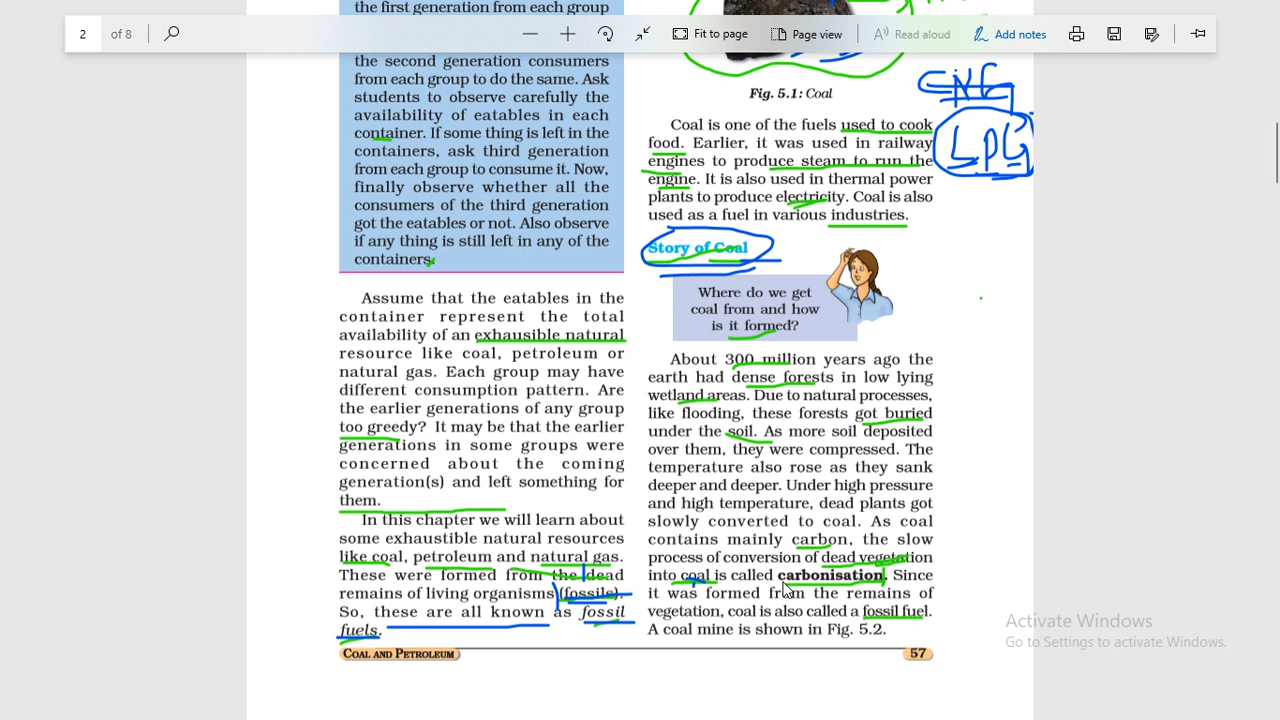 the first generation from each group
2 of 8
Fit to page
Page view
Read aloud
Add notes
the second generation consumers
from each group to do the same. Ask
students to observe carefully the
availability of eatables in each
container. If some thing is left in the
containers, ask third generation
from each group to consume it. Now,
finally observe whether all the
consumers of the third generation
got the eatables or not. Also observe
if any thing is still left in any of the
containers.
Assume that the eatables in the
container represent the total
availability of an exhausible natural
resource like coal, petroleum or
natural gas. Each group may have
different consumption pattern. Are
the earlier generations of any group
too greedy? It may be that the earlier
generations in some groups were
concerned about the coming
generation(s) and left something for
them.
In this chapter we will learn about
some exhaustible natural resources
like coal, petroleum and natural gas.
These were formed from the dead
remains of living organisms (fossils).
So, these are all known as fossil
fuels.
Fig. 5.1: Coal
CNG
LPG
Coal is one of the fuels used to cook
food. Earlier, it was used in railway
engines to produce steam to run the
engine. It is also used in thermal power
plants to produce electricity. Coal is also
used as a fuel in various industries.
Story of Coal
Where do we get
coal from and how
is it formed?
About 300 million years ago the
earth had dense forests in low lying
wetland areas. Due to natural processes,
like flooding, these forests got buried
under the soil. As more soil deposited
over them, they were compressed. The
temperature also rose as they sank
deeper and deeper. Under high pressure
and high temperature, dead plants got
slowly converted to coal. As coal
contains mainly carbon, the slow
process of conversion of dead vegetation
into coal is called carbonisation. Since
it was formed from the remains of
vegetation, coal is also called a fossil fuel.
A coal mine is shown in Fig. 5.2.
COAL AND PETROLEUM
57
Activate Windows
Go to Settings to activate Windows.